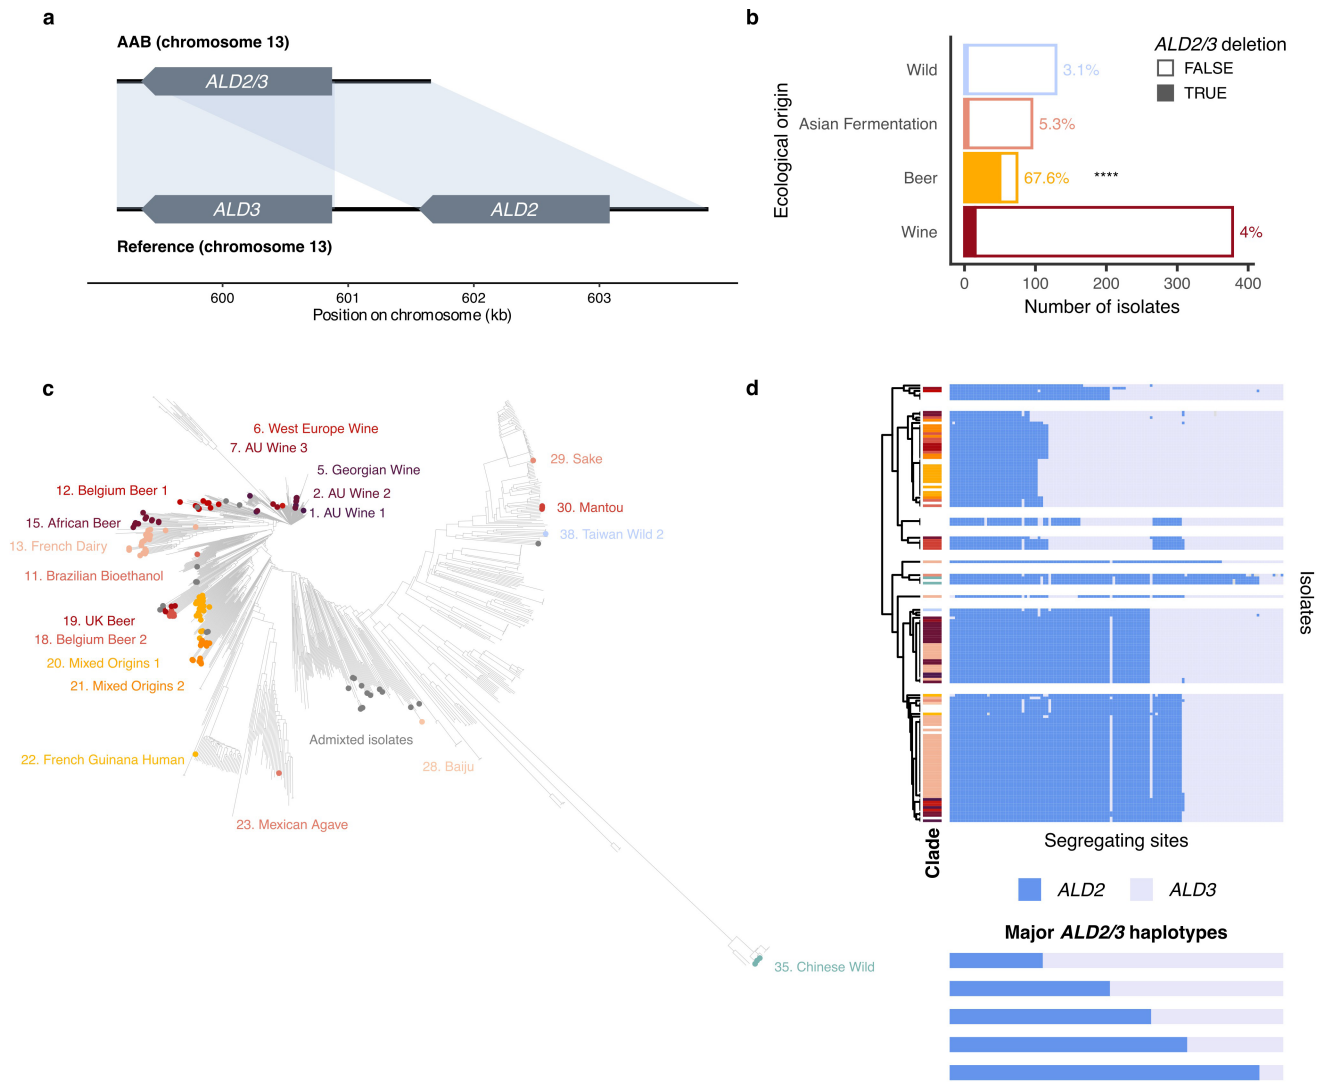 a
AAB (chromosome 13)
ALD2/3
ALD3
ALD2
Reference (chromosome 13)
600
601
602
603
Position on chromosome (kb)
b
Ecological origin
Wild
Asian Fermentation
Beer
Wine
3.1%
5.3%
67.6%
****
4%
0
100
200
300
400
Number of isolates
ALD2/3 deletion
FALSE
TRUE
c
6. West Europe Wine
7. AU Wine 3
5. Georgian Wine
2. AU Wine 2
1. AU Wine 1
12. Belgium Beer 1
15. African Beer
13. French Dairy
11. Brazilian Bioethanol
19. UK Beer
18. Belgium Beer 2
20. Mixed Origins 1
21. Mixed Origins 2
22. French Guinana Human
23. Mexican Agave
Admixted isolates
28. Baiju
29. Sake
30. Mantou
38. Taiwan Wild 2
35. Chinese Wild
d
Isolates
Clade
Segregating sites
ALD2
ALD3
Major ALD2/3 haplotypes